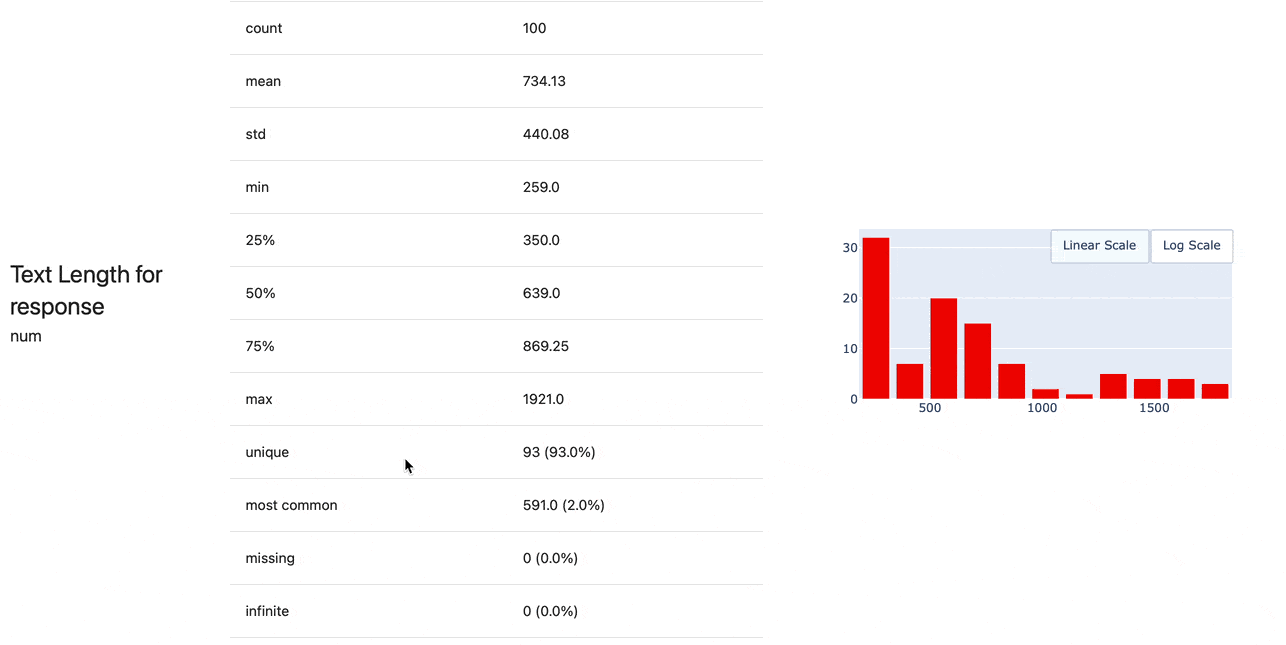 Text Length for
response
num
count 100
mean 734.13
std 440.08
min 259.0
25% 350.0
50% 639.0
75% 869.25
max 1921.0
unique 93 (93.0%)
most common 591.0 (2.0%)
missing 0 (0.0%)
infinite 0 (0.0%)
Linear Scale Log Scale
30
20
10
0
500 1000 1500